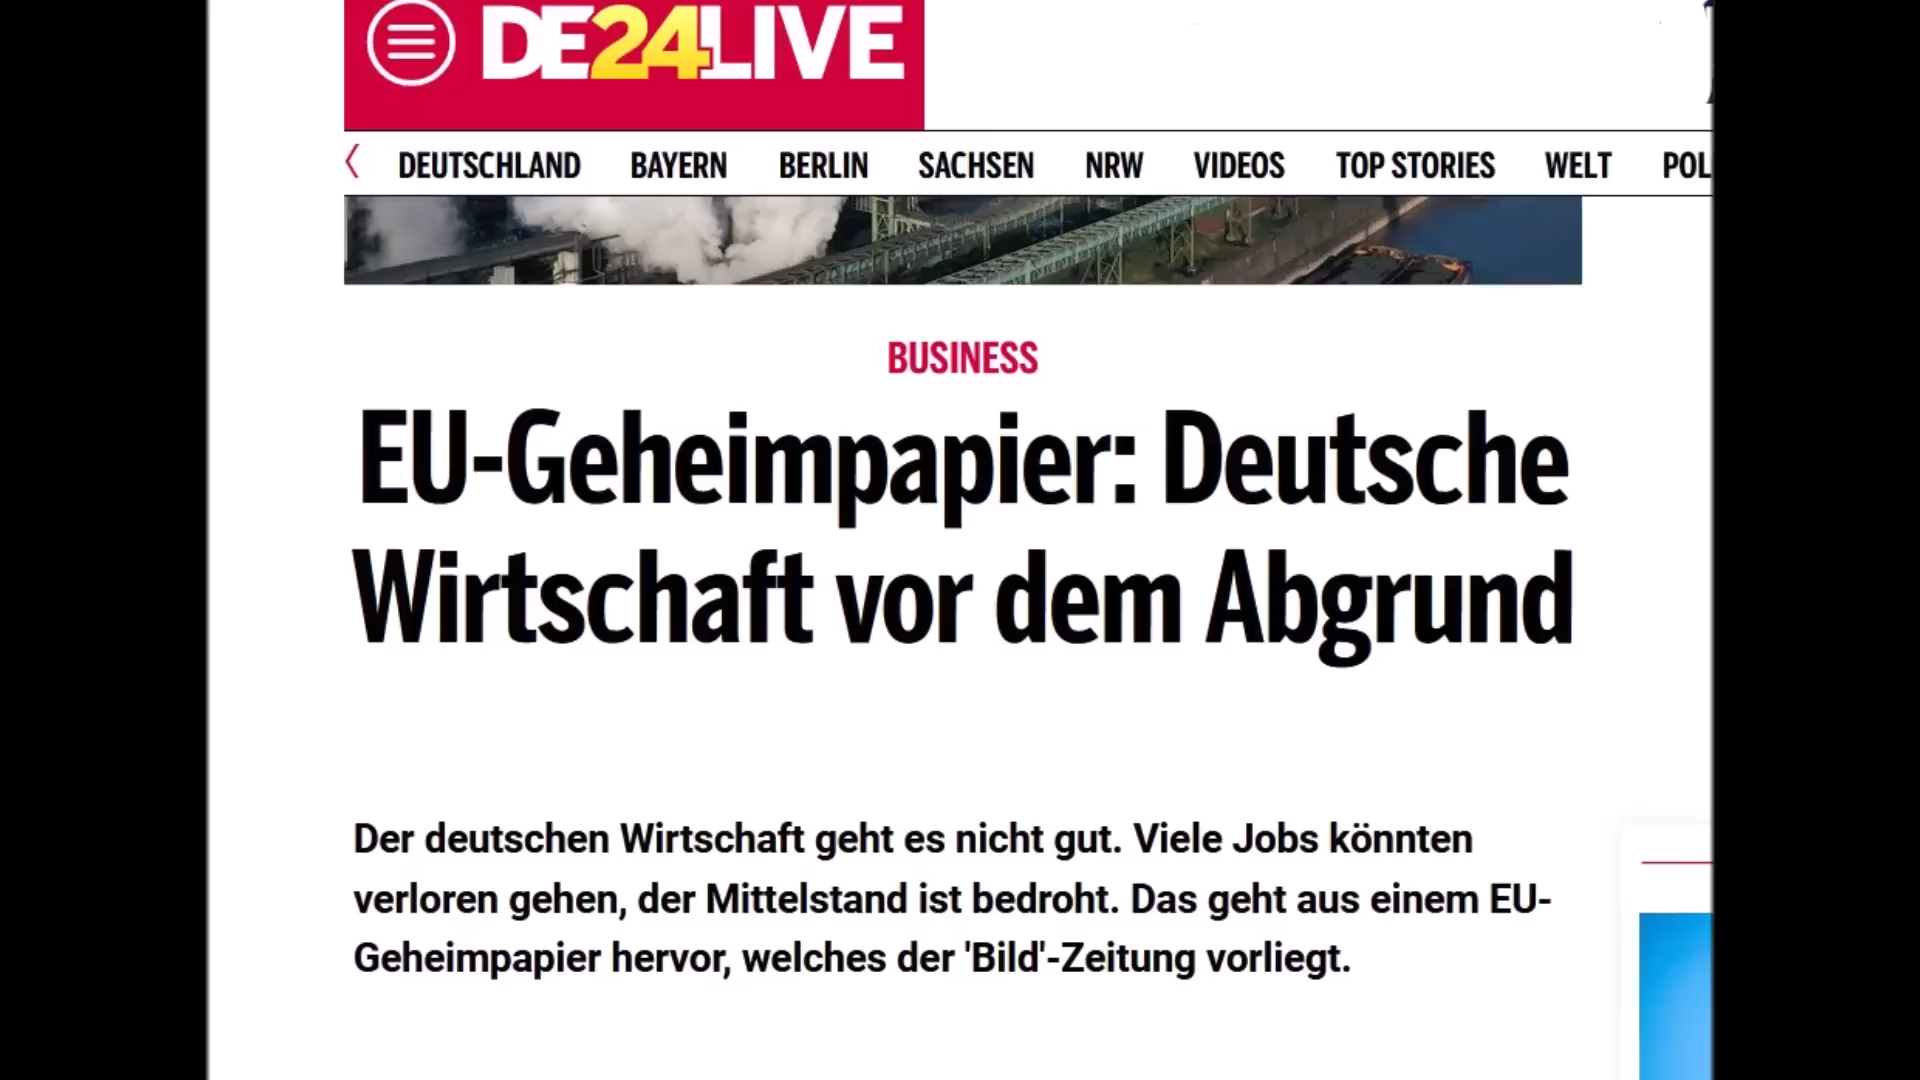 DE24LIVE
DEUTSCHLAND BAYERN BERLIN SACHSEN NRW VIDEOS TOP STORIES WELT
BUSINESS
EU-Geheimpapier: Deutsche
Wirtschaft vor dem Abgrund
Der deutschen Wirtschaft geht es nicht gut. Viele Jobs könnten
verloren gehen, der Mittelstand ist bedroht. Das geht aus einem EU-
Geheimpapier hervor, welches der 'Bild'-Zeitung vorliegt.